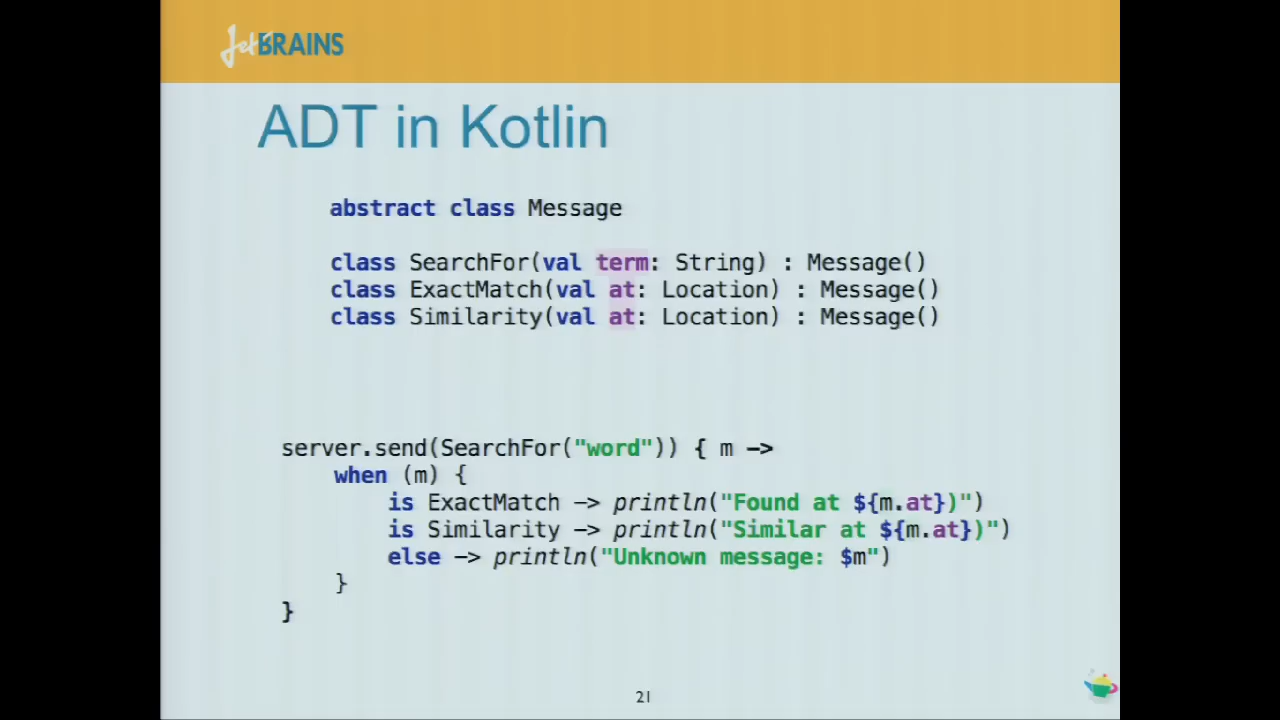 JetBRAINS
ADT in Kotlin
abstract class Message
class SearchFor(val term: String) : Message()
class ExactMatch(val at: Location) : Message()
class Similarity(val at: Location) : Message()
server.send(SearchFor("word")) { m ->
when (m) {
is ExactMatch -> println("Found at ${m.at})")
is Similarity -> println("Similar at ${m.at})")
else -> println("Unknown message: $m")
}
}
21